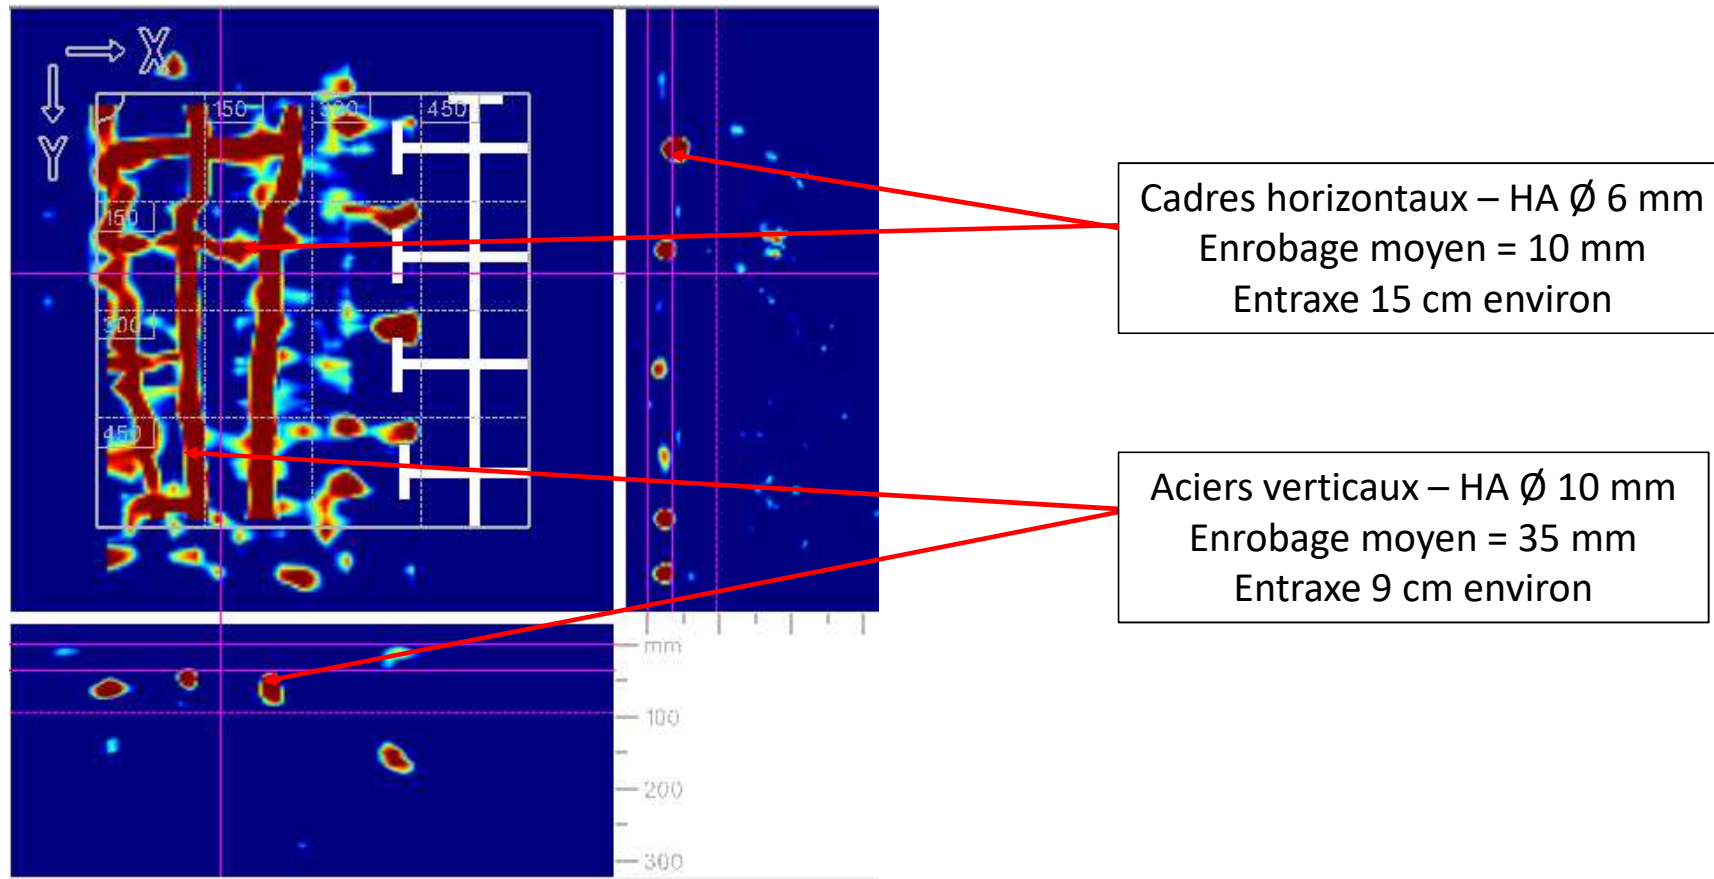 X
Y
150
300
450
150
300
450
mm
100
200
300
Cadres horizontaux – HA Ø 6 mm
Enrobage moyen = 10 mm
Entraxe 15 cm environ
Aciers verticaux – HA Ø 10 mm
Enrobage moyen = 35 mm
Entraxe 9 cm environ